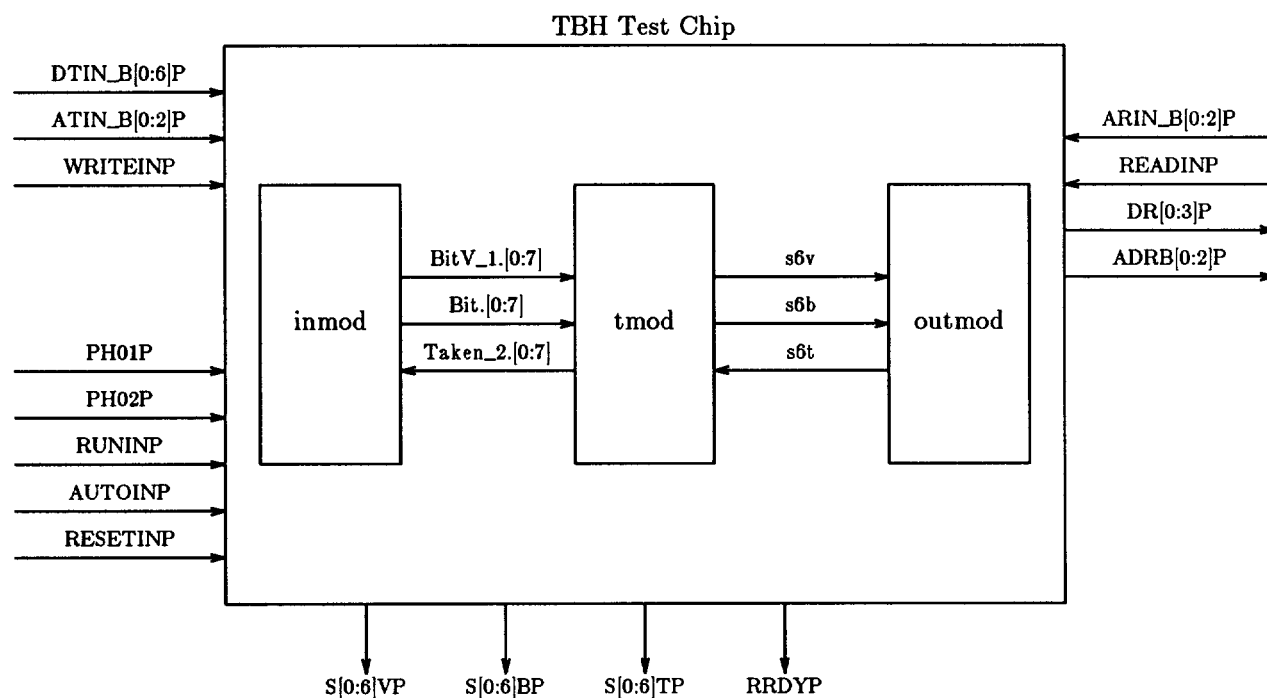 TBH Test Chip
DTIN_B[0:6]P
ATIN_B[0:2]P
WRITEINP
PH01P
PH02P
RUNINP
AUTOINP
RESETINP
inmod
BitV_1.[0:7]
Bit.[0:7]
Taken_2.[0:7]
tmod
s6v
s6b
s6t
outmod
ARIN_B[0:2]P
READINP
DR[0:3]P
ADRB[0:2]P
S[0:6]VP
S[0:6]BP
S[0:6]TP
RRDYP